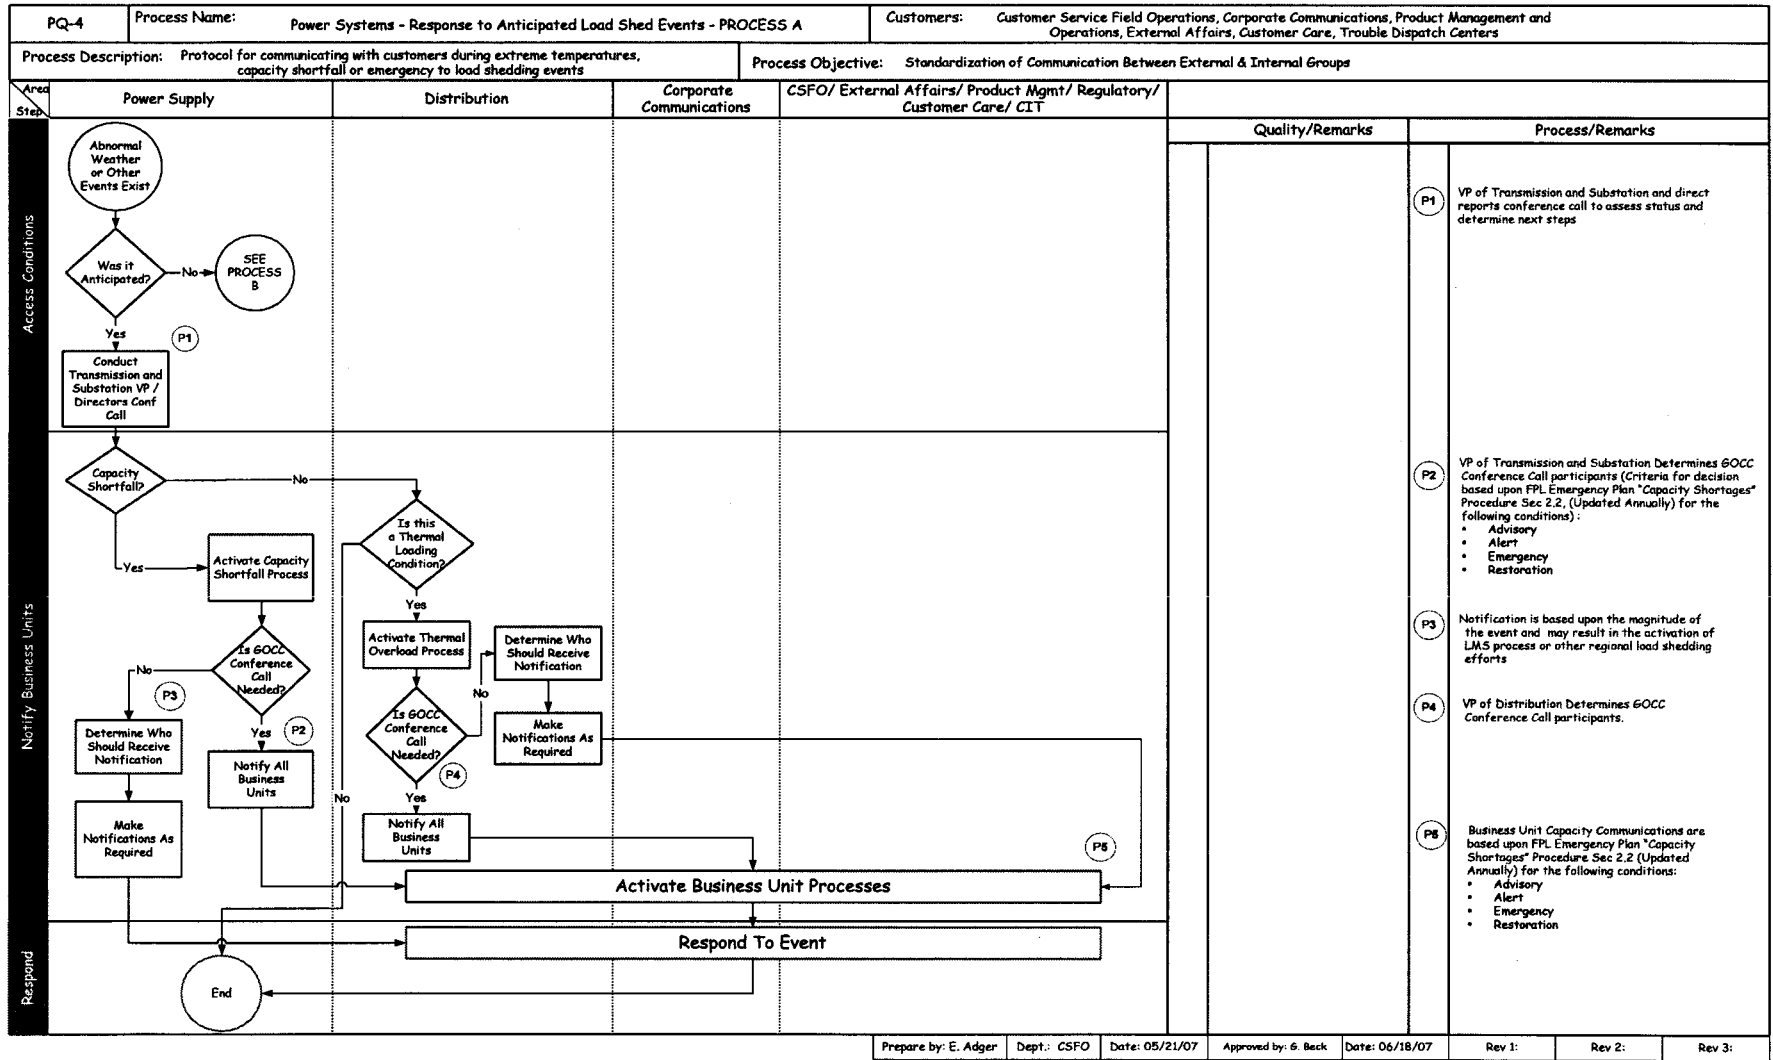 PQ-4
Process Name:
Power Systems - Response to Anticipated Load Shed Events - PROCESS A
Customers:
Customer Service Field Operations, Corporate Communications, Product Management and
Operations, External Affairs, Customer Care, Trouble Dispatch Centers
Process Description:
Protocol for communicating with customers during extreme temperatures,
capacity shortfall or emergency to load shedding events
Process Objective:
Standardization of Communication Between External & Internal Groups
Area
Step
Power Supply
Distribution
Corporate
Communications
CSFO/ External Affairs/ Product Mgmt/ Regulatory/
Customer Care/ CIT
Quality/Remarks
Process/Remarks
Access Conditions
Abnormal
Weather
or Other
Events Exist
Was it
Anticipated?
No
SEE
PROCESS
B
Yes
P1
Conduct
Transmission and
Substation VP /
Directors Conf
Call
P1
VP of Transmission and Substation and direct
reports conference call to assess status and
determine next steps
Notify Business Units
Capacity
Shortfall?
No
Is this
a Thermal
Loading
Condition?
Yes
Activate Capacity
Shortfall Process
Yes
Activate Thermal
Overload Process
Determine Who
Should Receive
Notification
Is GOCC
Conference
Call
Needed?
No
P3
No
Is GOCC
Conference
Call
Needed?
Make
Notifications As
Required
Determine Who
Should Receive
Notification
Yes
P2
Notify All
Business
Units
P4
No
Yes
Make
Notifications As
Required
Notify All
Business
Units
P5
Activate Business Unit Processes
P2
VP of Transmission and Substation Determines GOCC
Conference Call participants (Criteria for decision
based upon FPL Emergency Plan "Capacity Shortages"
Procedure Sec 2.2, (Updated Annually) for the
following conditions) :
• Advisory
• Alert
• Emergency
• Restoration
P3
Notification is based upon the magnitude of
the event and may result in the activation of
LMS process or other regional load shedding
efforts
P4
VP of Distribution Determines GOCC
Conference Call participants.
P5
Business Unit Capacity Communications are
based upon FPL Emergency Plan "Capacity
Shortages" Procedure Sec 2.2 (Updated
Annually) for the following conditions:
• Advisory
• Alert
• Emergency
• Restoration
Respond
Respond To Event
End
Prepare by: E. Adger
Dept.: CSFO
Date: 05/21/07
Approved by: G. Beck
Date: 06/18/07
Rev 1:
Rev 2:
Rev 3: